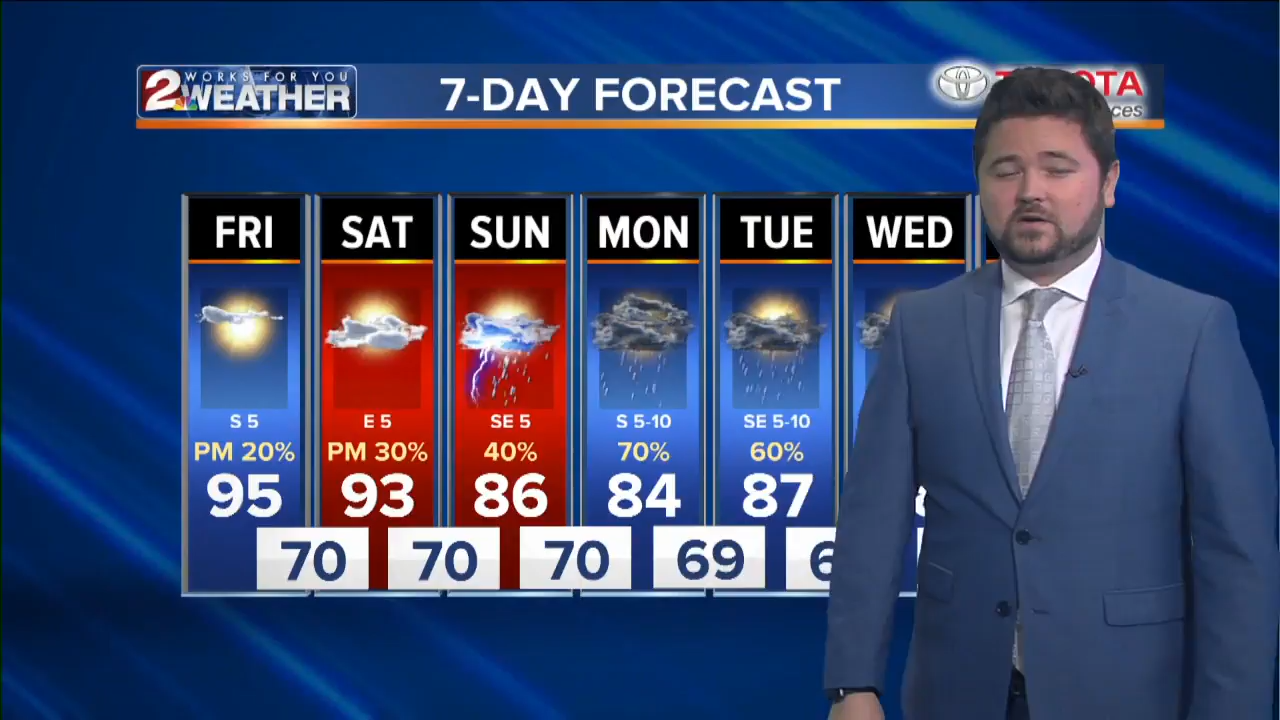 2 WORKS FOR YOU
WEATHER
7-DAY FORECAST
FRI SAT SUN MON TUE WED
S 5 E 5 SE 5 S 5-10 SE 5-10
PM 20% PM 30% 40% 70% 60%
95 93 86 84 87
70 70 70 69